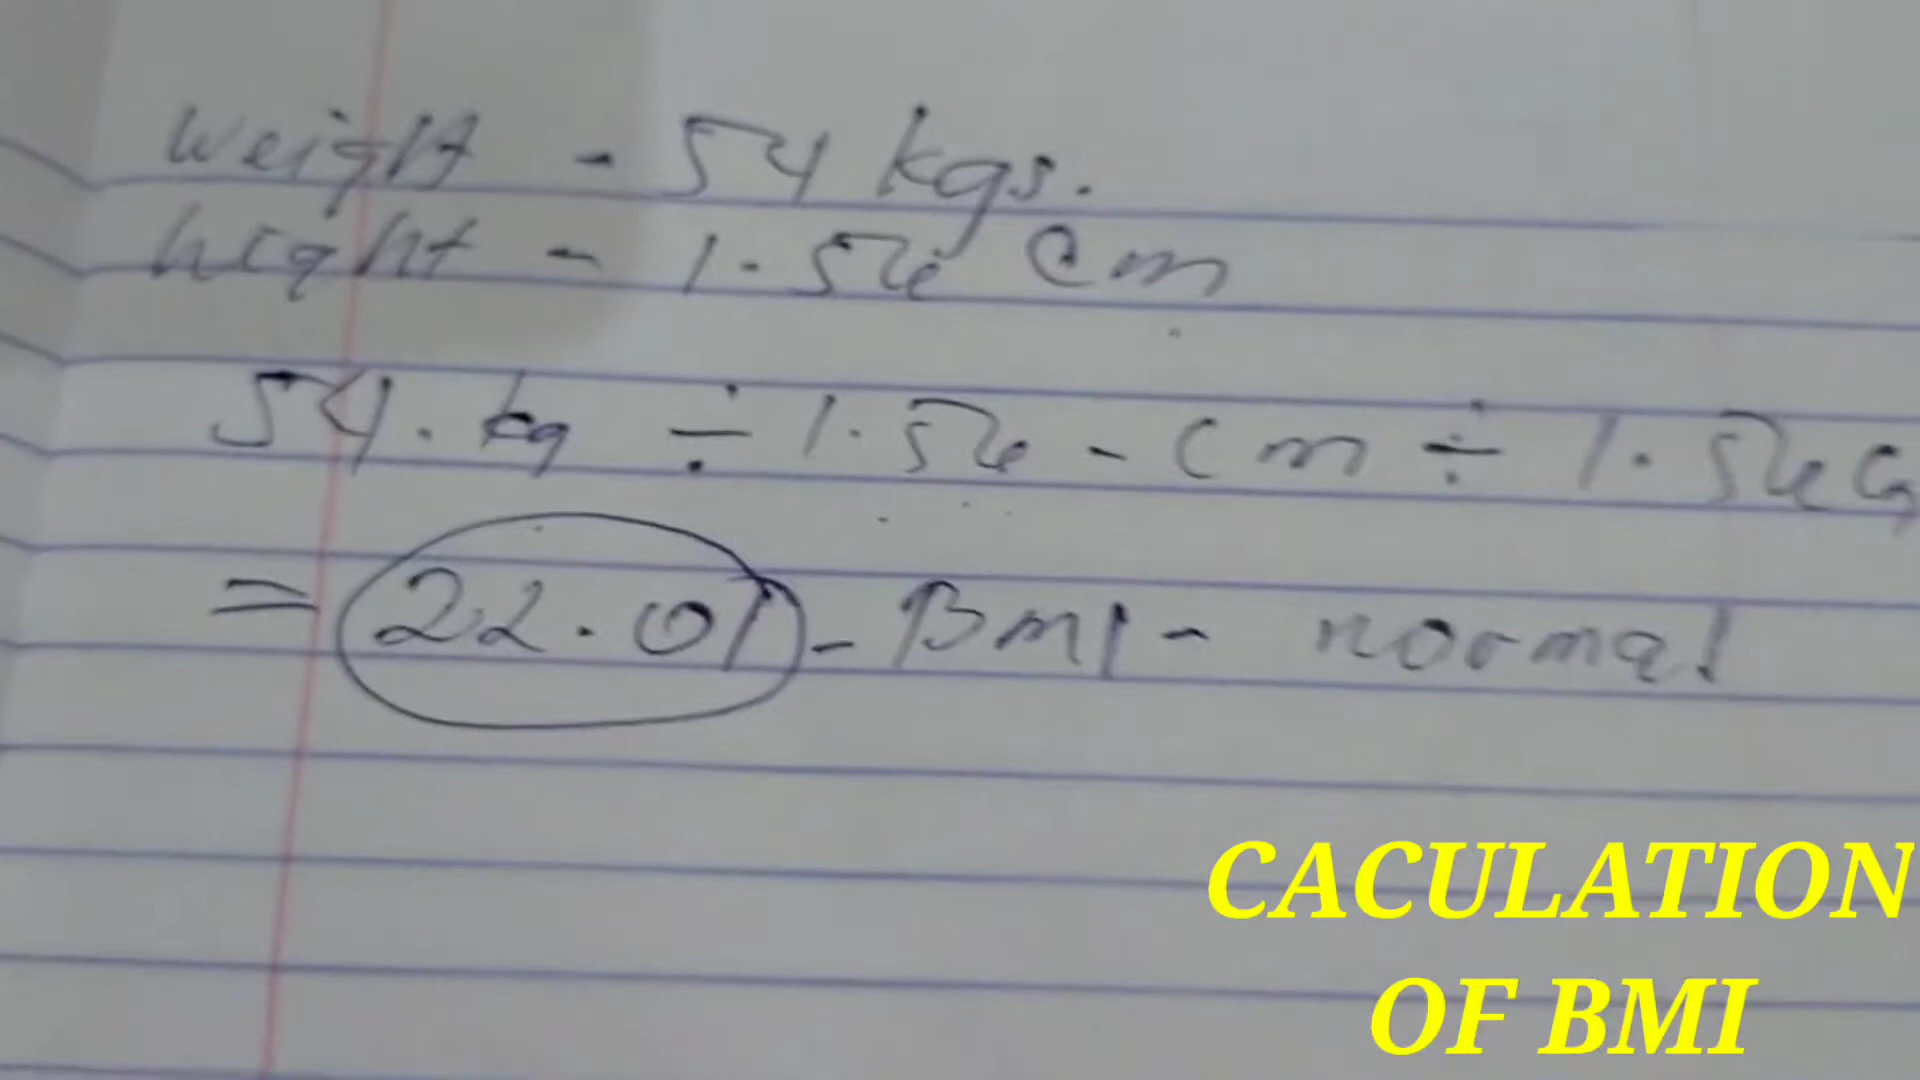 weight - 54 kgs.
hight - 1.56 cm
54. kg ÷ 1.56 - cm ÷ 1.56
= 22.01 - BMI - normal
CACULATION
OF BMI